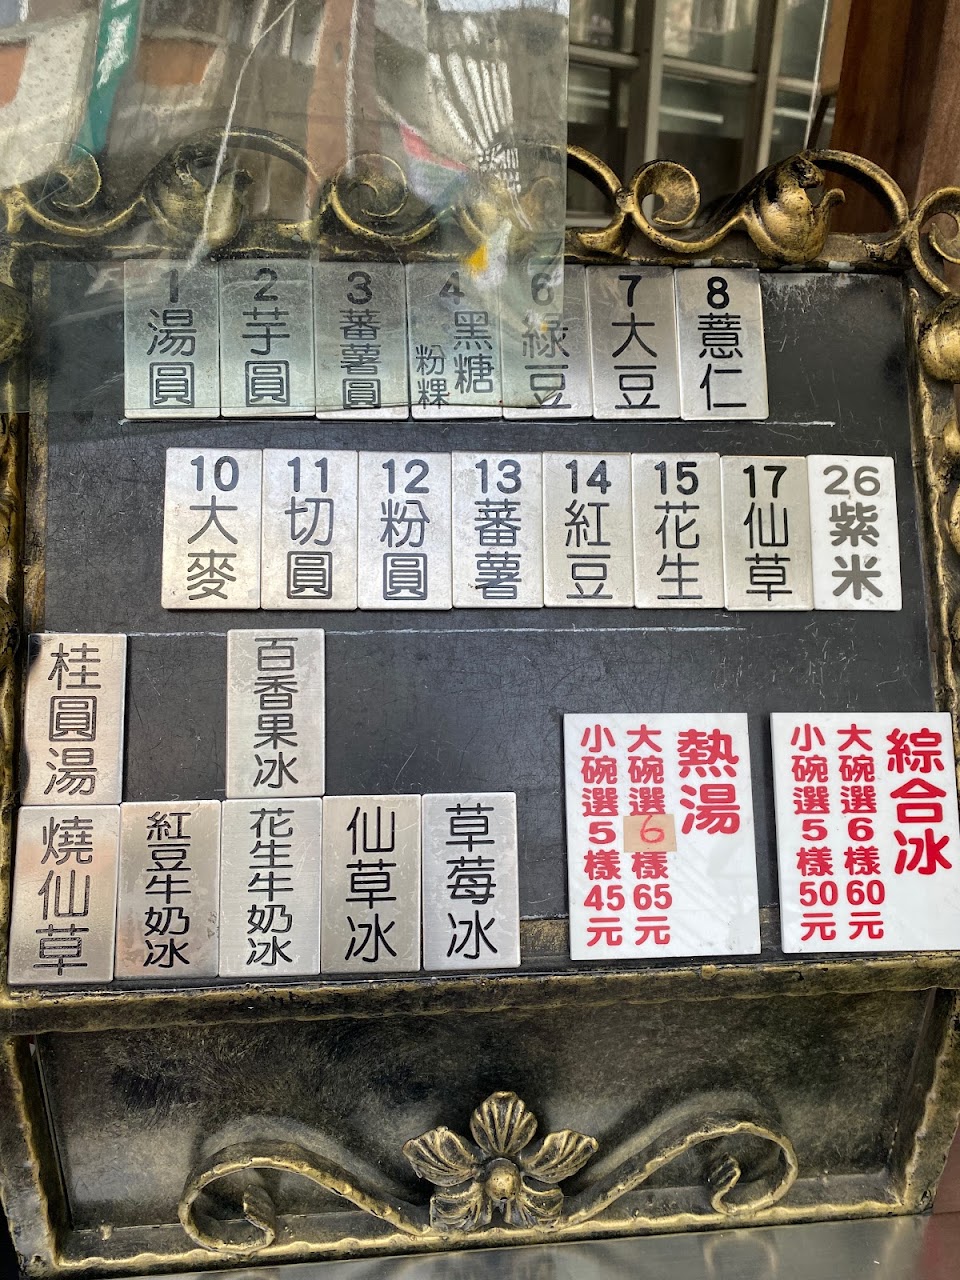 1 湯圓
2 芋圓
3 蕃薯圓
4 黑糖粉粿
6 綠豆
7 大豆
8 薏仁
10 大麥
11 切圓
12 粉圓
13 蕃薯
14 紅豆
15 花生
17 仙草
26 紫米
桂圓湯
百香果冰
燒仙草
紅豆牛奶冰
花生牛奶冰
仙草冰
草莓冰
熱湯
大碗選6樣65元
小碗選5樣45元
綜合冰
大碗選6樣60元
小碗選5樣50元